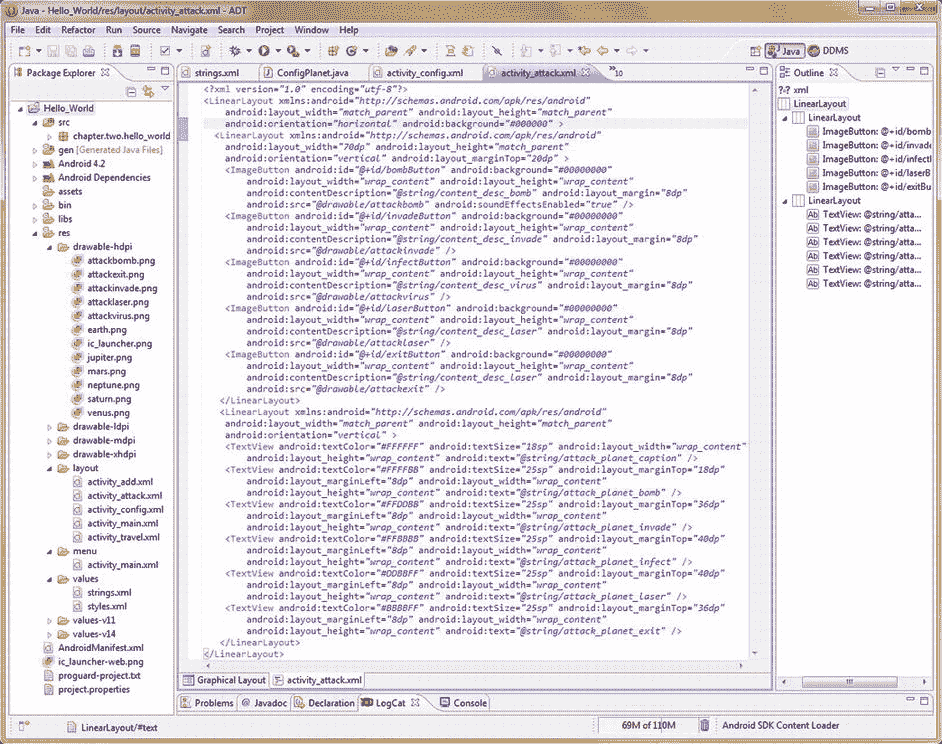 Java - Hello_World/res/layout/activity_attack.xml - ADT
File Edit Refactor Run Source Navigate Search Project Window Help
Java DDMS
Package Explorer
strings.xml ConfigPlanet.java activity_config.xml activity_attack.xml »10
Outline
Hello_World
src
chapter.two.hello_world
gen [Generated Java Files]
Android 4.2
Android Dependencies
assets
bin
libs
res
drawable-hdpi
attackbomb.png
attackexit.png
attackinvade.png
attacklaser.png
attackvirus.png
earth.png
ic_launcher.png
jupiter.png
mars.png
neptune.png
saturn.png
venus.png
drawable-ldpi
drawable-mdpi
drawable-xhdpi
layout
activity_add.xml
activity_attack.xml
activity_config.xml
activity_main.xml
activity_travel.xml
menu
activity_main.xml
values
strings.xml
styles.xml
values-v11
values-v14
AndroidManifest.xml
ic_launcher-web.png
proguard-project.txt
project.properties
<?xml version="1.0" encoding="utf-8"?>
<LinearLayout xmlns:android="http://schemas.android.com/apk/res/android"
android:layout_width="match_parent" android:layout_height="match_parent"
android:orientation="horizontal" android:background="#000000" >
<LinearLayout xmlns:android="http://schemas.android.com/apk/res/android"
android:layout_width="70dp" android:layout_height="match_parent"
android:orientation="vertical" android:layout_marginTop="20dp" >
<ImageButton android:id="@+id/bombButton" android:background="#00000000"
android:layout_width="wrap_content" android:layout_height="wrap_content"
android:contentDescription="@string/content_desc_bomb" android:layout_margin="8dp"
android:src="@drawable/attackbomb" android:soundEffectsEnabled="true" />
<ImageButton android:id="@+id/invadeButton" android:background="#00000000"
android:layout_width="wrap_content" android:layout_height="wrap_content"
android:contentDescription="@string/content_desc_invade" android:layout_margin="8dp"
android:src="@drawable/attackinvade" />
<ImageButton android:id="@+id/infectButton" android:background="#00000000"
android:layout_width="wrap_content" android:layout_height="wrap_content"
android:contentDescription="@string/content_desc_virus" android:layout_margin="8dp"
android:src="@drawable/attackvirus" />
<ImageButton android:id="@+id/laserButton" android:background="#00000000"
android:layout_width="wrap_content" android:layout_height="wrap_content"
android:contentDescription="@string/content_desc_laser" android:layout_margin="8dp"
android:src="@drawable/attacklaser" />
<ImageButton android:id="@+id/exitButton" android:background="#00000000"
android:layout_width="wrap_content" android:layout_height="wrap_content"
android:contentDescription="@string/content_desc_laser" android:layout_margin="8dp"
android:src="@drawable/attackexit" />
</LinearLayout>
<LinearLayout xmlns:android="http://schemas.android.com/apk/res/android"
android:layout_width="match_parent" android:layout_height="match_parent"
android:orientation="vertical" >
<TextView android:textColor="#FFFFFF" android:textSize="18sp" android:layout_width="wrap_content"
android:layout_height="wrap_content" android:text="@string/attack_planet_caption" />
<TextView android:textColor="#FFFFBB" android:textSize="25sp" android:layout_marginTop="18dp"
android:layout_marginLeft="8dp" android:layout_width="wrap_content"
android:layout_height="wrap_content" android:text="@string/attack_planet_bomb" />
<TextView android:textColor="#FFDDBB" android:textSize="25sp" android:layout_marginTop="36dp"
android:layout_marginLeft="8dp" android:layout_width="wrap_content"
android:layout_height="wrap_content" android:text="@string/attack_planet_invade" />
<TextView android:textColor="#FFBBBB" android:textSize="25sp" android:layout_marginTop="40dp"
android:layout_marginLeft="8dp" android:layout_width="wrap_content"
android:layout_height="wrap_content" android:text="@string/attack_planet_infect" />
<TextView android:textColor="#DDBBFF" android:textSize="25sp" android:layout_marginTop="40dp"
android:layout_marginLeft="8dp" android:layout_width="wrap_content"
android:layout_height="wrap_content" android:text="@string/attack_planet_laser" />
<TextView android:textColor="#BBBBFF" android:textSize="25sp" android:layout_marginTop="36dp"
android:layout_marginLeft="8dp" android:layout_width="wrap_content"
android:layout_height="wrap_content" android:text="@string/attack_planet_exit" />
</LinearLayout>
</LinearLayout>
?-? xml
LinearLayout
LinearLayout
ImageButton: @+id/bomb
ImageButton: @+id/invade
ImageButton: @+id/infectl
ImageButton: @+id/laserB
ImageButton: @+id/exitBu
LinearLayout
Ab TextView: @string/atta...
Ab TextView: @string/atta...
Ab TextView: @string/atta...
Ab TextView: @string/atta...
Ab TextView: @string/atta...
Ab TextView: @string/atta...
Graphical Layout activity_attack.xml
Problems @ Javadoc Declaration LogCat Console
LinearLayout/#text
69M of 110M
Android SDK Content Loader